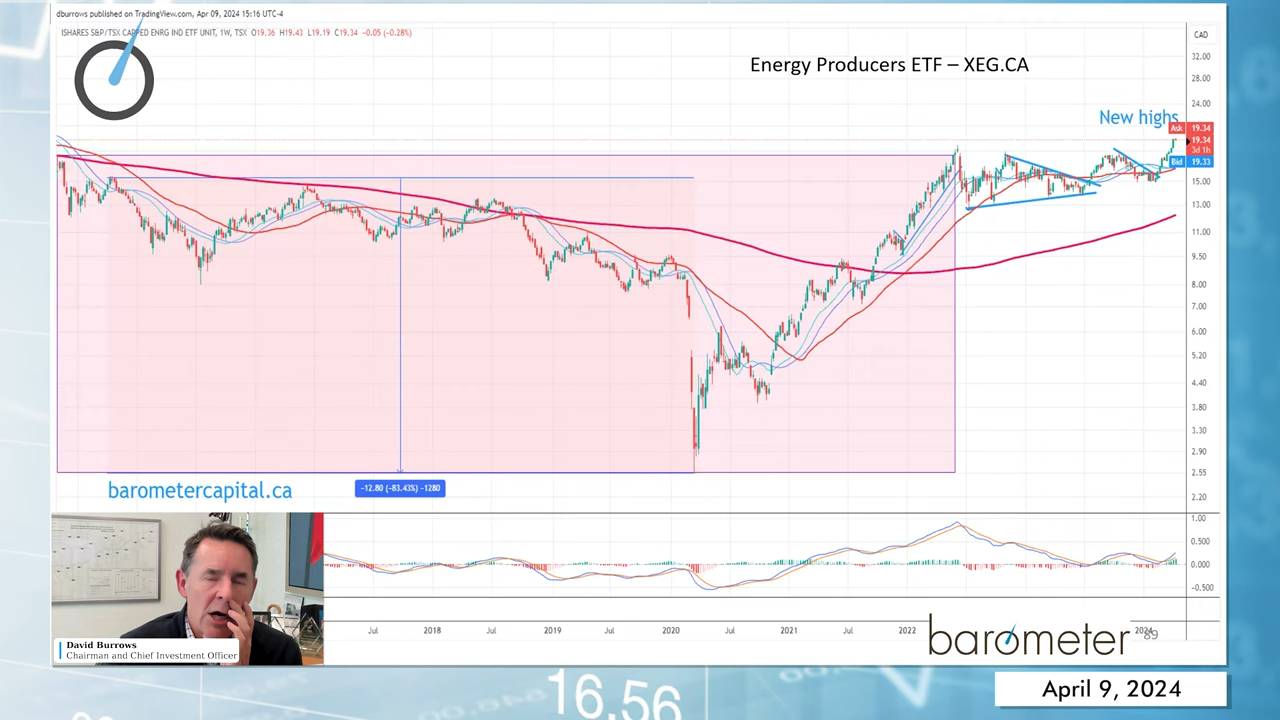 dburrows published on TradingView.com, Apr 09, 2024 15:16 UTC-4
ISHARES S&P/TSX CAPPED ENRG IND ETF UNIT, 1W, TSX O19.36 H19.43 L19.19 C19.34 -0.05 (-0.28%)
CAD
Energy Producers ETF – XEG.CA
32.00
28.00
24.00
New highs
Ask 19.34
19.34
3d 1h
Bid 19.33
15.00
13.00
11.00
9.50
8.00
7.00
6.00
5.20
4.40
3.80
3.30
2.90
2.55
2.20
barometercapital.ca
-12.80 (-83.43%) -1280
1.00
0.500
0.000
-0.500
Jul 2018 Jul 2019 Jul 2020 Jul 2021 Jul 2022 2024
barometer
89
David Burrows
Chairman and Chief Investment Officer
April 9, 2024
16.56